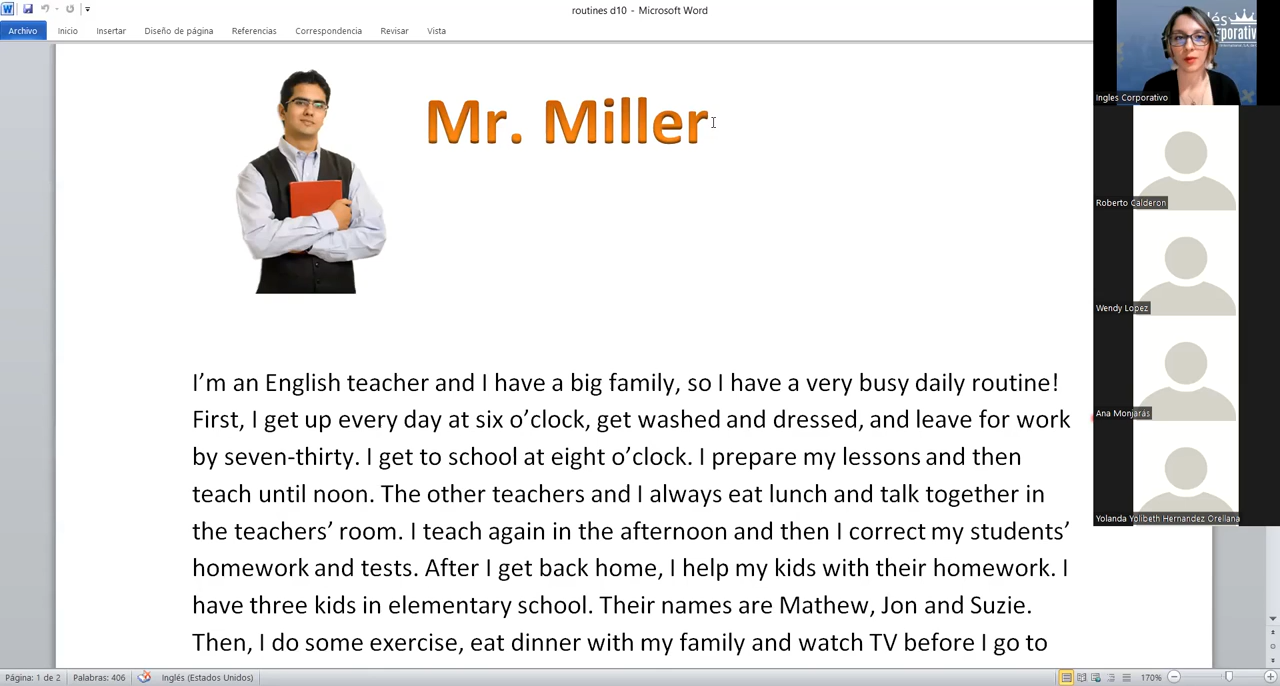 routines d10 - Microsoft Word
Archivo Inicio Insertar Diseño de página Referencias Correspondencia Revisar Vista
Mr. Miller
I’m an English teacher and I have a big family, so I have a very busy daily routine!
First, I get up every day at six o’clock, get washed and dressed, and leave for work
by seven-thirty. I get to school at eight o’clock. I prepare my lessons and then
teach until noon. The other teachers and I always eat lunch and talk together in
the teachers’ room. I teach again in the afternoon and then I correct my students’
homework and tests. After I get back home, I help my kids with their homework. I
have three kids in elementary school. Their names are Mathew, Jon and Suzie.
Then, I do some exercise, eat dinner with my family and watch TV before I go to
Ingles Corporativo
Roberto Calderon
Wendy Lopez
Ana Monjarás
Yolanda Yolibeth Hernandez Orellana
Página: 1 de 2 Palabras: 406 Inglés (Estados Unidos) 170%